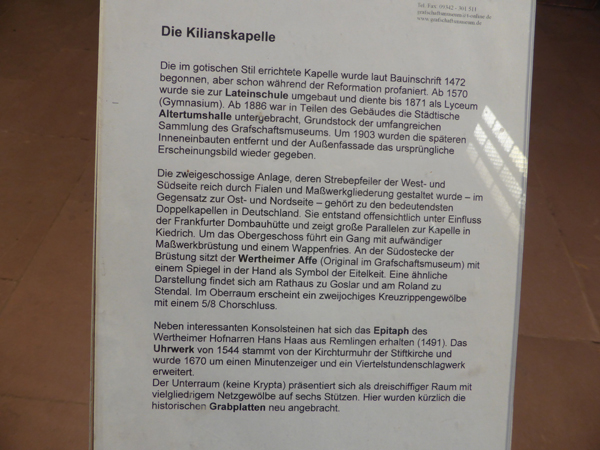 Tel. Fax: 09342 - 301 511
www.grafschaftsmuseum.de
Die Kilianskapelle
Die im gotischen Stil errichtete Kapelle wurde laut Bauinschrift 1472
begonnen, aber schon während der Reformation profaniert. Ab 1570
wurde sie zur Lateinschule umgebaut und diente bis 1871 als Lyceum
(Gymnasium). Ab 1886 war in Teilen des Gebäudes die Städtische
Altertumshalle untergebracht, Grundstock der umfangreichen
Sammlung des Grafschaftsmuseums. Um 1903 wurden die späteren
Inneneinbauten entfernt und der Außenfassade das ursprüngliche
Erscheinungsbild wieder gegeben.
Die zweigeschossige Anlage, deren Strebepfeiler der West- und
Südseite reich durch Fialen und Maßwerkgliederung gestaltet wurde – im
Gegensatz zur Ost- und Nordseite – gehört zu den bedeutendsten
Doppelkapellen in Deutschland. Sie entstand offensichtlich unter Einfluss
der Frankfurter Dombauhütte und zeigt große Parallelen zur Kapelle in
Kiedrich. Um das Obergeschoss führt ein Gang mit aufwändiger
Maßwerkbrüstung und einem Wappenfries. An der Südostecke der
Brüstung sitzt der Wertheimer Affe (Original im Grafschaftsmuseum) mit
einem Spiegel in der Hand als Symbol der Eitelkeit. Eine ähnliche
Darstellung findet sich am Rathaus zu Goslar und am Roland zu
Stendal. Im Oberraum erscheint ein zweijochiges Kreuzrippengewölbe
mit einem 5/8 Chorschluss.
Neben interessanten Konsolsteinen hat sich das Epitaph des
Wertheimer Hofnarren Hans Haas aus Remlingen erhalten (1491). Das
Uhrwerk von 1544 stammt von der Kirchturmuhr der Stiftkirche und
wurde 1670 um einen Minutenzeiger und ein Viertelstundenschlagwerk
erweitert.
Der Unterraum (keine Krypta) präsentiert sich als dreischiffiger Raum mit
vielgliedrigem Netzgewölbe auf sechs Stützen. Hier wurden kürzlich die
historischen Grabplatten neu angebracht.